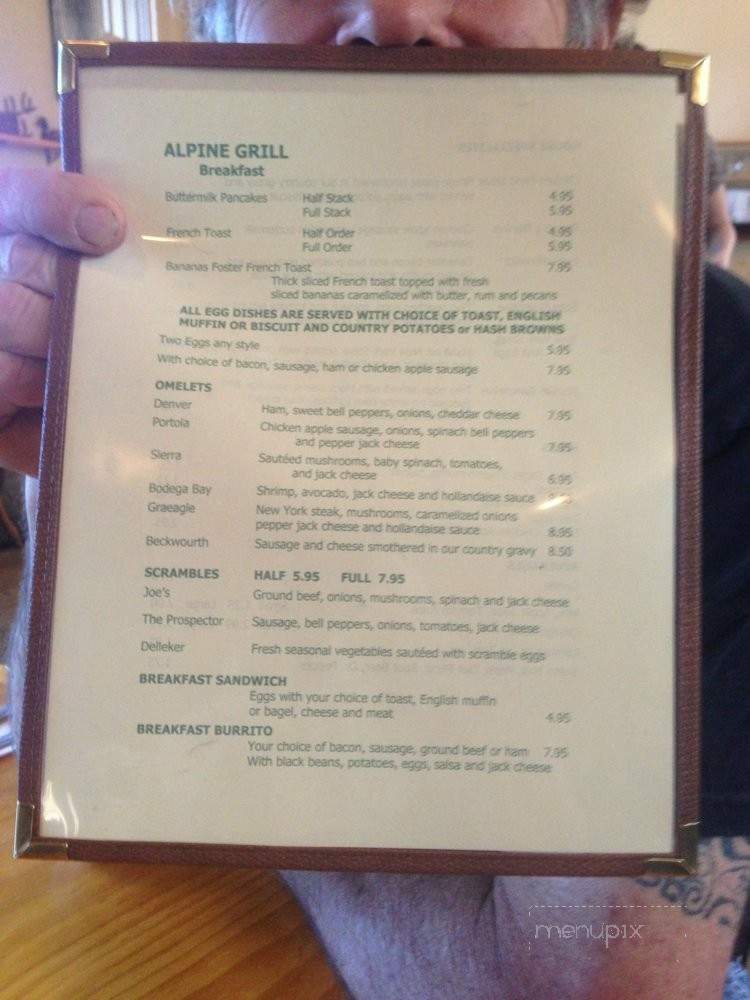 ALPINE GRILL
Breakfast
Buttermilk Pancakes Half Stack 4.95
Full Stack 5.95
French Toast Half Order 4.95
Full Order 5.95
Bananas Foster French Toast 7.95
Thick sliced French toast topped with fresh
sliced bananas caramelized with butter, rum and pecans
ALL EGG DISHES ARE SERVED WITH CHOICE OF TOAST, ENGLISH
MUFFIN OR BISCUIT AND COUNTRY POTATOES or HASH BROWNS
Two Eggs any style 5.95
With choice of bacon, sausage, ham or chicken apple sausage 7.95
OMELETS
Denver Ham, sweet bell peppers, onions, cheddar cheese 7.95
Portola Chicken apple sausage, onions, spinach bell peppers
and pepper jack cheese 7.95
Sierra Sautéed mushrooms, baby spinach, tomatoes,
and jack cheese 6.95
Bodega Bay Shrimp, avocado, jack cheese and hollandaise sauce
Graeagle New York steak, mushrooms, caramelized onions
pepper jack cheese and hollandaise sauce 8.95
Beckwourth Sausage and cheese smothered in our country gravy 8.50
SCRAMBLES HALF 5.95 FULL 7.95
Joe's Ground beef, onions, mushrooms, spinach and jack cheese
The Prospector Sausage, bell peppers, onions, tomatoes, jack cheese
Delleker Fresh seasonal vegetables sautéed with scramble eggs
BREAKFAST SANDWICH
Eggs with your choice of toast, English muffin
or bagel, cheese and meat 4.95
BREAKFAST BURRITO
Your choice of bacon, sausage, ground beef or ham 7.95
With black beans, potatoes, eggs, salsa and jack cheese
menupix